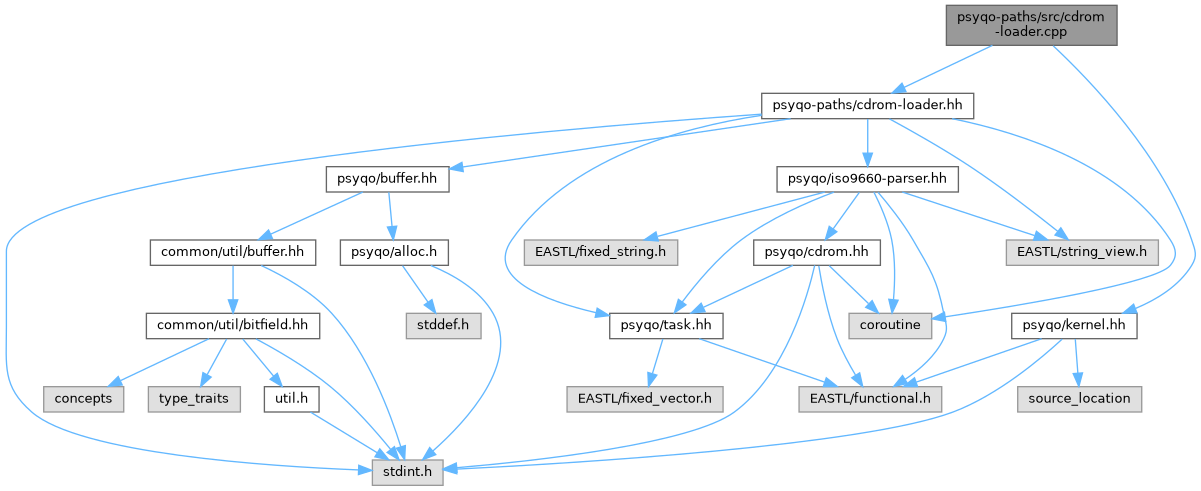 psyqo-paths/src/cdrom
-loader.cpp
psyqo-paths/cdrom-loader.hh
psyqo/buffer.hh
psyqo/iso9660-parser.hh
common/util/buffer.hh
psyqo/alloc.h
EASTL/fixed_string.h
psyqo/cdrom.hh
EASTL/string_view.h
common/util/bitfield.hh
stddef.h
psyqo/task.hh
coroutine
psyqo/kernel.hh
concepts
type_traits
util.h
EASTL/fixed_vector.h
EASTL/functional.h
source_location
stdint.h